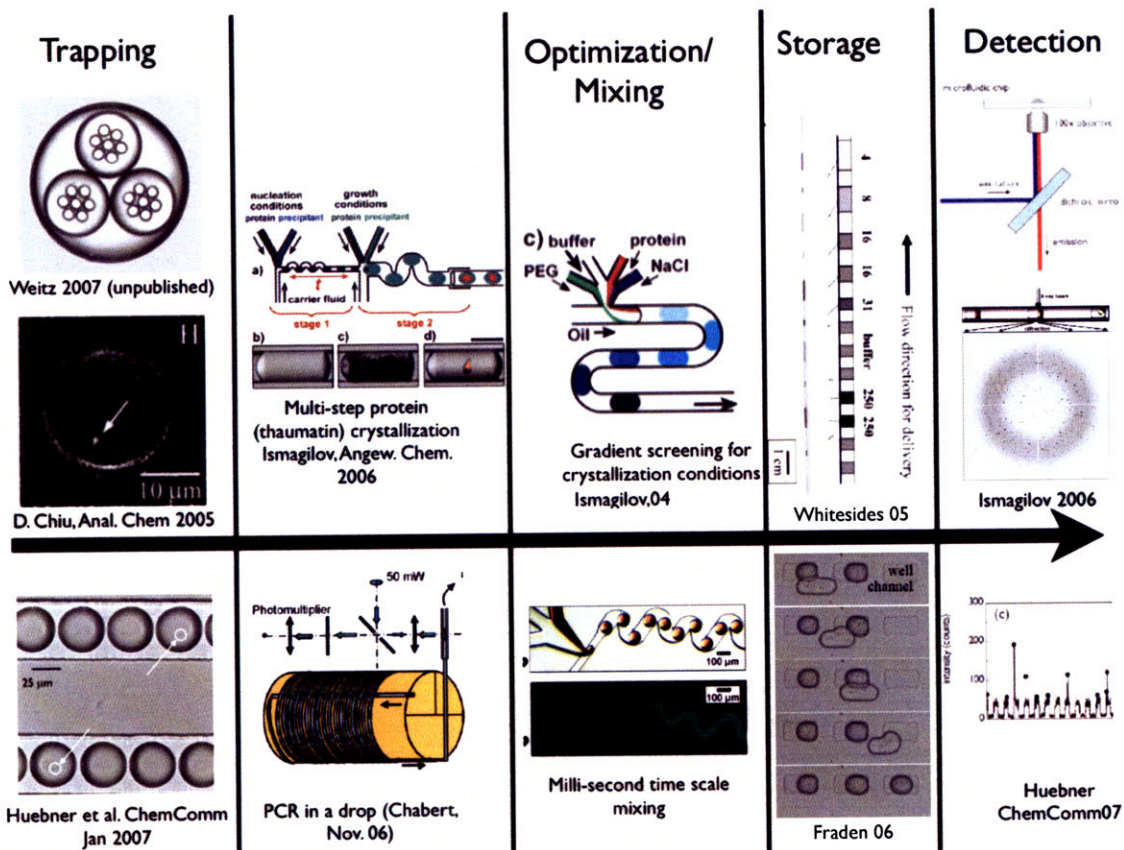 Trapping
Optimization/
Mixing
Storage
Detection
Weitz 2007 (unpublished)
H
10 μm
D. Chiu, Anal. Chem 2005
nucleation
conditions
protein precipitant
growth
conditions
protein precipitant
a)
t
carrier fluid
stage 1
stage 2
b)
c)
d)
Multi-step protein
(thaumatin) crystallization
Ismagilov, Angew. Chem.
2006
c)
buffer
protein
PEG
NaCl
Oil
Gradient screening for
crystallization conditions
Ismagilov,04
4
8
16
16
31
buffer
250
250
Flow direction for delivery
1 cm
Whitesides 05
microfluidic chip
100x objective
dichroic mirror
emission
X-ray beam
diffraction
Ismagilov 2006
25 μm
Huebner et al. ChemComm
Jan 2007
50 mW
Photomultiplier
PCR in a drop (Chabert,
Nov. 06)
100 μm
100 μm
Milli-second time scale
mixing
well
channel
Fraden 06
300
200
100
0
intensity (counts)
(c)
Huebner
ChemComm07